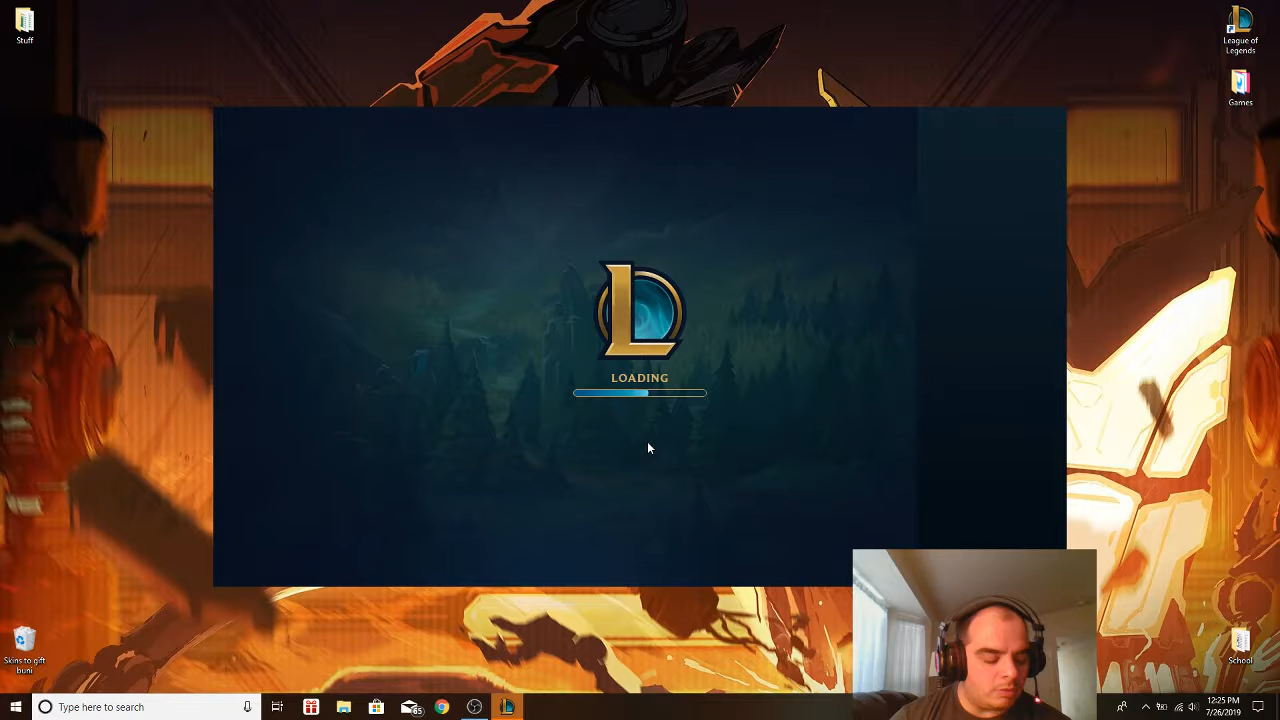 Stuff
League of
Legends
Games
LOADING
Skins to gift
buni
School
Type here to search
65
12:25 PM
7/26/2019